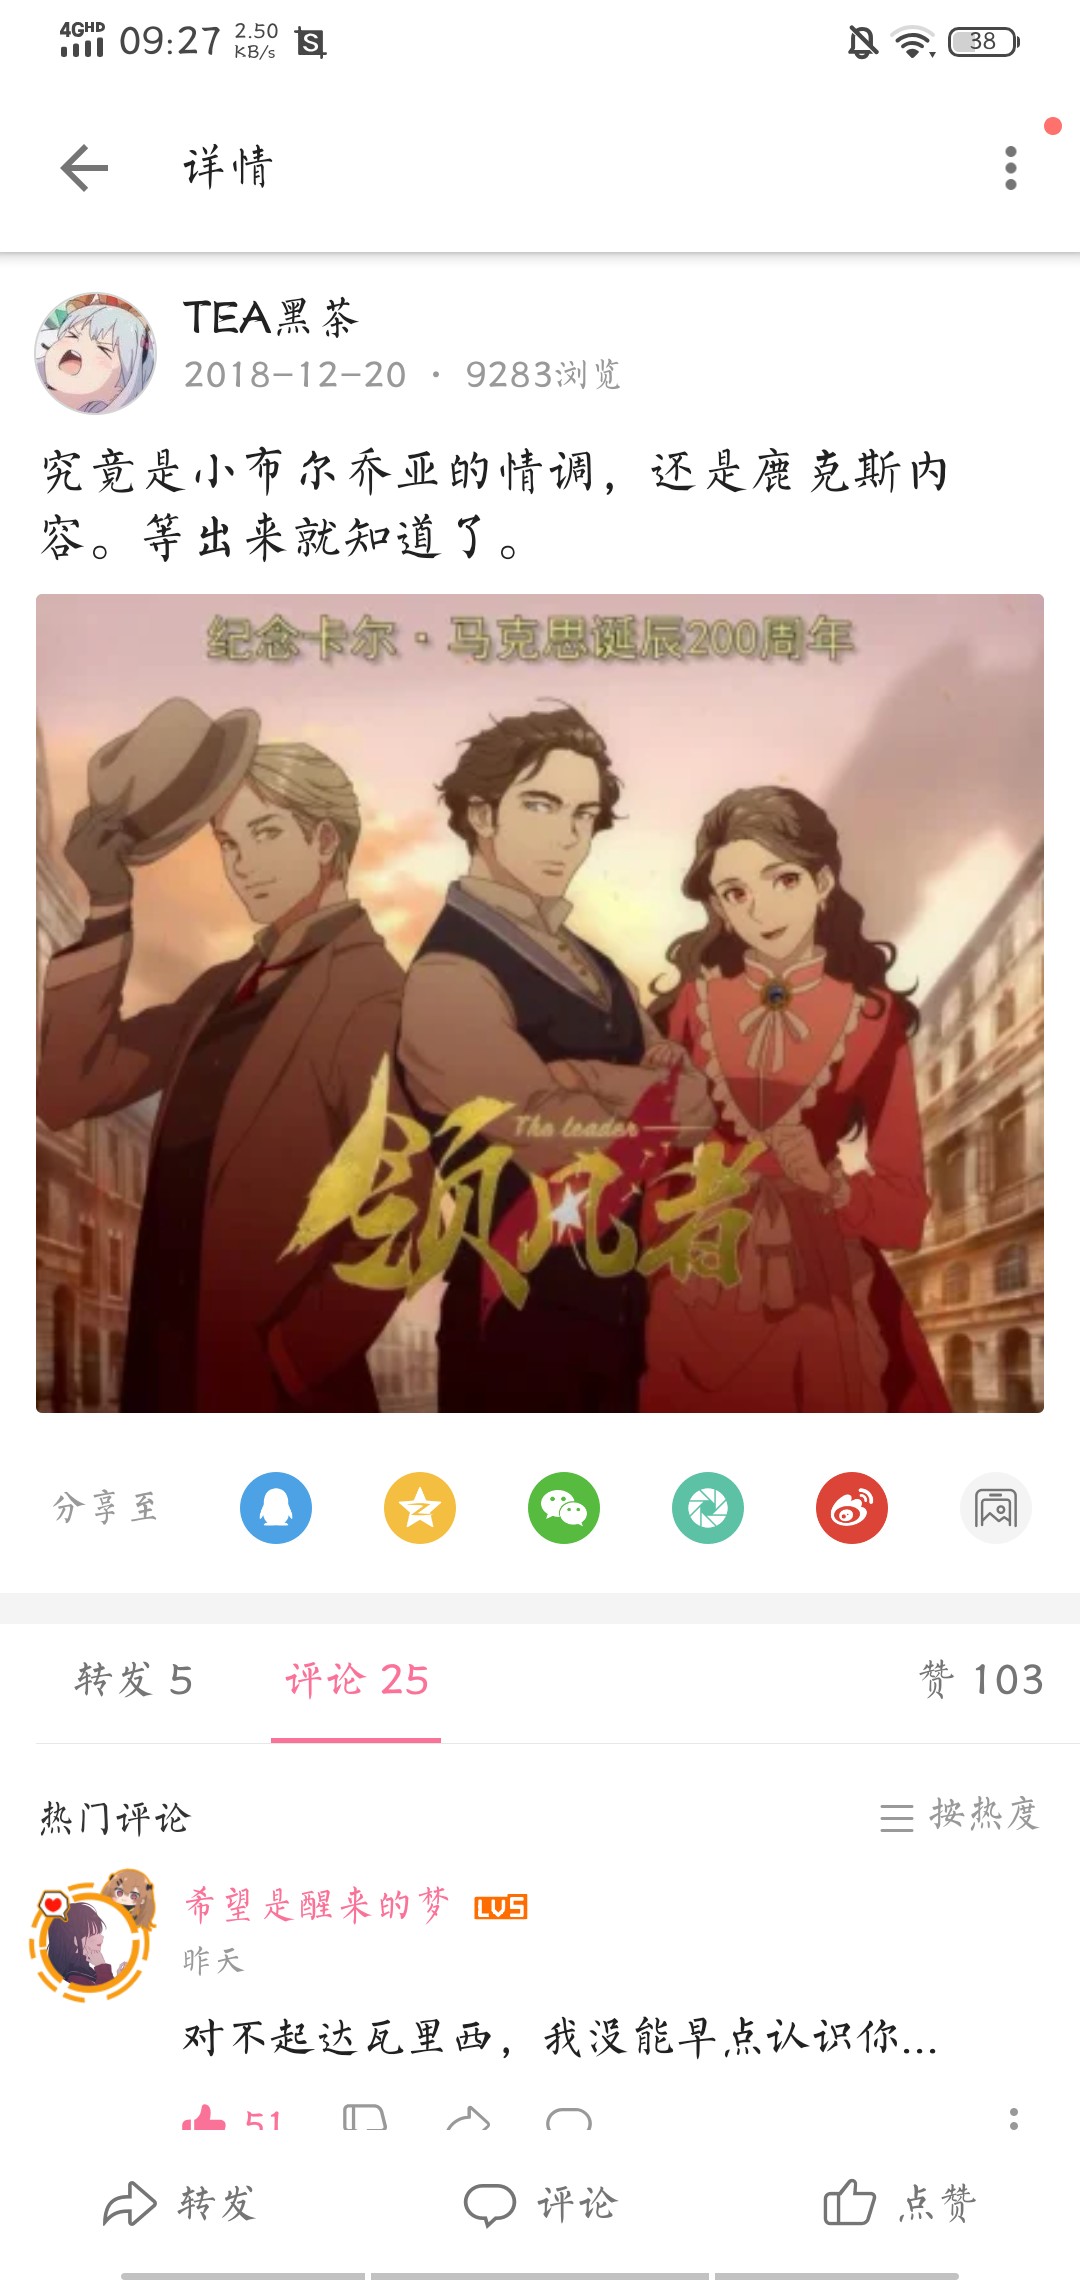 4GHD 09:27 2.50 KB/s S 38
详情
TEA黑茶
2018-12-20 · 9283浏览
究竟是小布尔乔亚的情调，还是鹿克斯内
容。等出来就知道了。
纪念卡尔·马克思诞辰200周年
The leader
领风者
分享至
转发 5 评论 25 赞 103
热门评论 按热度
希望是醒来的梦 LV5
昨天
对不起达瓦里西，我没能早点认识你...
51
转发 评论 点赞